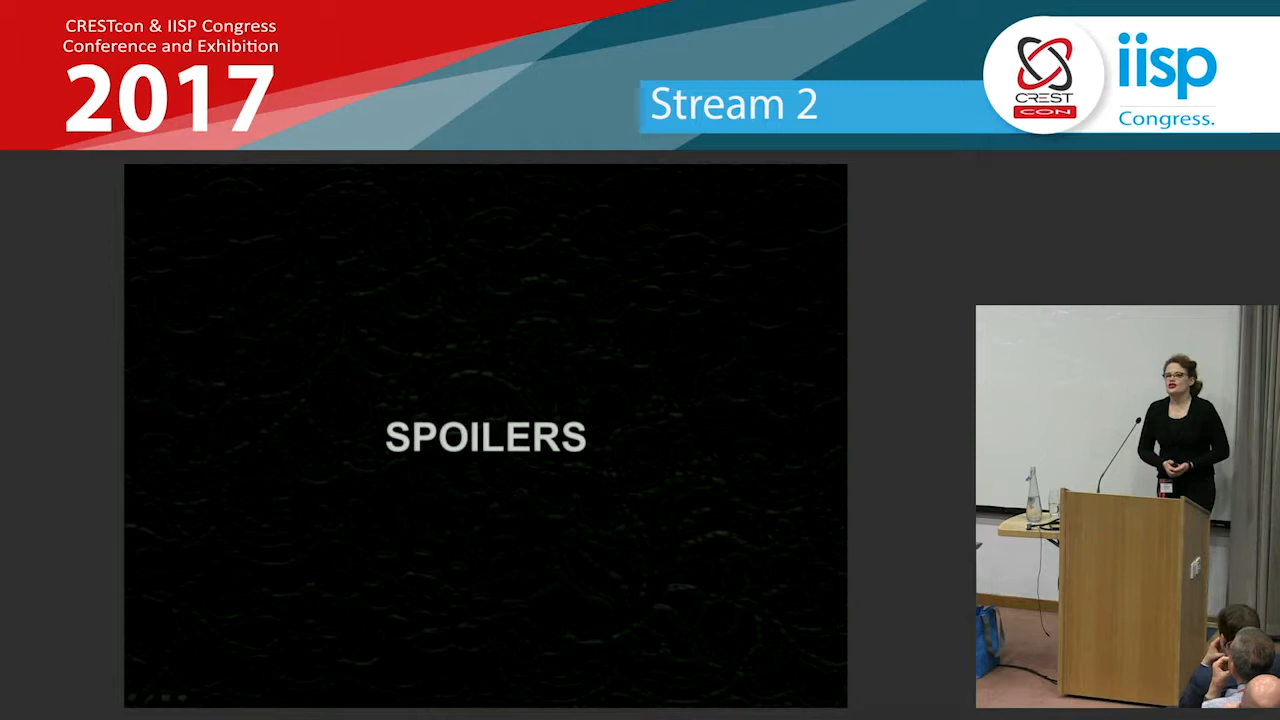 CRESTcon & IISP Congress
Conference and Exhibition
2017
Stream 2
CREST
CON
iisp
Congress.
SPOILERS